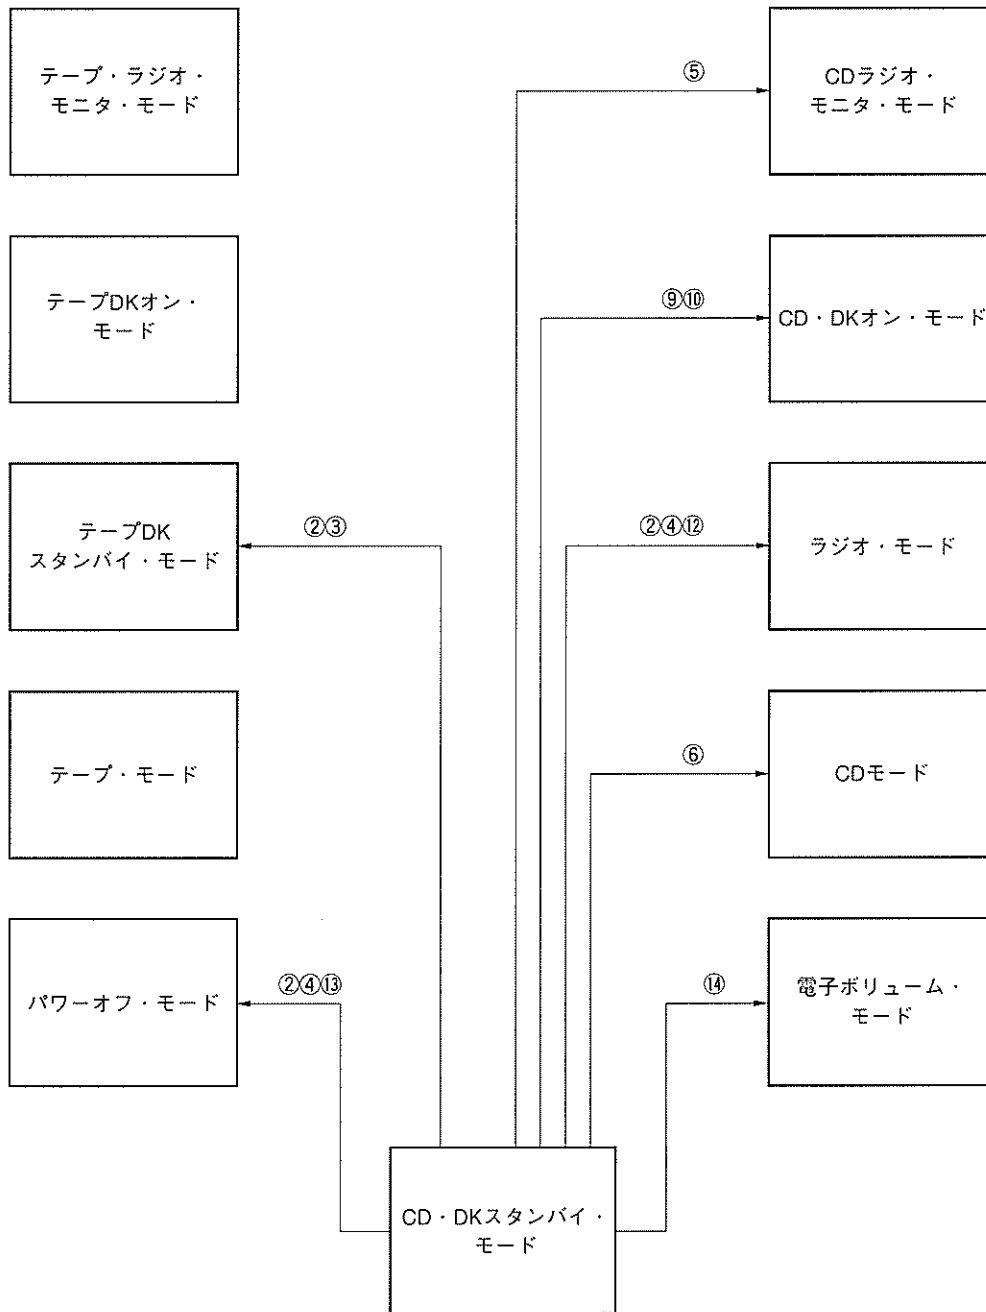 テープ・ラジオ・
モニタ・モード
⑤
CDラジオ・
モニタ・モード
テープDKオン・
モード
⑨⑩
CD・DKオン・モード
テープDK
スタンバイ・モード
②③
②④⑫
ラジオ・モード
テープ・モード
⑥
CDモード
パワーオフ・モード
②④⑬
⑭
電子ボリューム・
モード
CD・DKスタンバイ・
モード